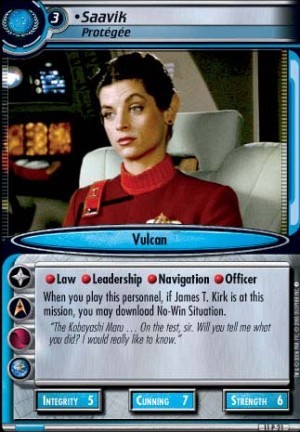 3
•Saavik
Protégée
Vulcan
Law Leadership Navigation Officer
When you play this personnel, if James T. Kirk is at this
mission, you may download No-Win Situation.
"The Kobayashi Maru . . . On the test, sir. Will you tell me what
you did? I would really like to know."
Integrity 5 Cunning 7 Strength 6